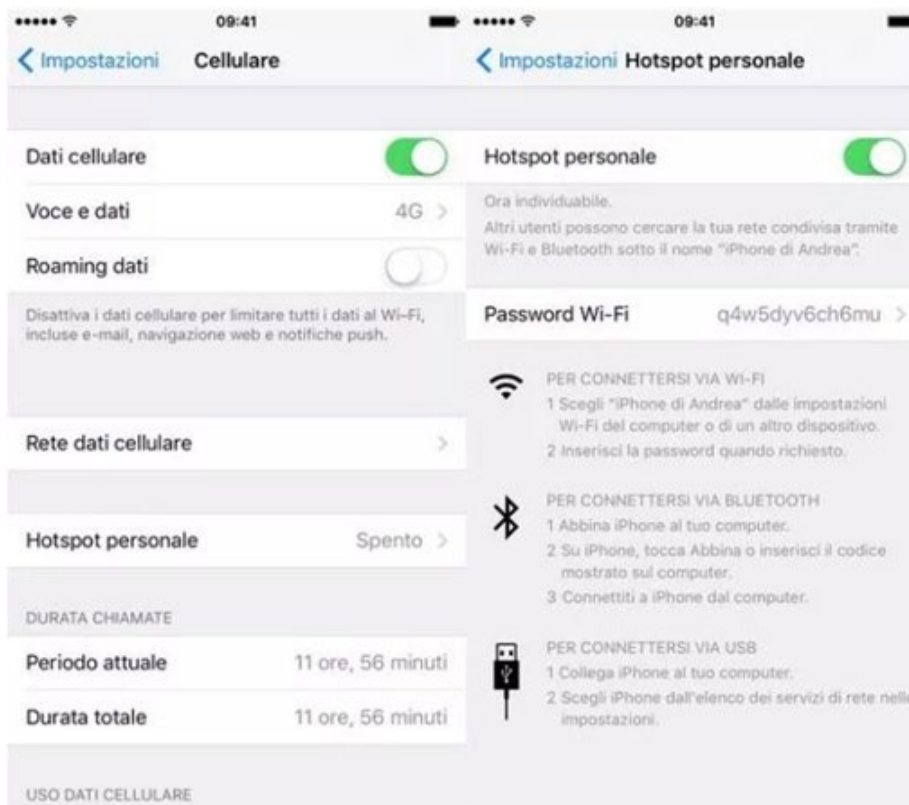 09:41
Impostazioni Cellulare
Dati cellulare
Voce e dati 4G
Roaming dati
Disattiva i dati cellulare per limitare tutti i dati al Wi-Fi,
incluse e-mail, navigazione web e notifiche push.
Rete dati cellulare
Hotspot personale Spento
DURATA CHIAMATE
Periodo attuale 11 ore, 56 minuti
Durata totale 11 ore, 56 minuti
USO DATI CELLULARE
09:41
Impostazioni Hotspot personale
Hotspot personale
Ora individuabile.
Altri utenti possono cercare la tua rete condivisa tramite
Wi-Fi e Bluetooth sotto il nome "iPhone di Andrea".
Password Wi-Fi q4w5dyv6ch6mu
PER CONNETTERSI VIA WI-FI
1 Scegli "iPhone di Andrea" dalle impostazioni
Wi-Fi del computer o di un altro dispositivo.
2 Inserisci la password quando richiesto.
PER CONNETTERSI VIA BLUETOOTH
1 Abbina iPhone al tuo computer.
2 Su iPhone, tocca Abbina o inserisci il codice
mostrato sul computer.
3 Connettiti a iPhone dal computer.
PER CONNETTERSI VIA USB
1 Collega iPhone al tuo computer.
2 Scegli iPhone dall'elenco dei servizi di rete nelle
impostazioni.